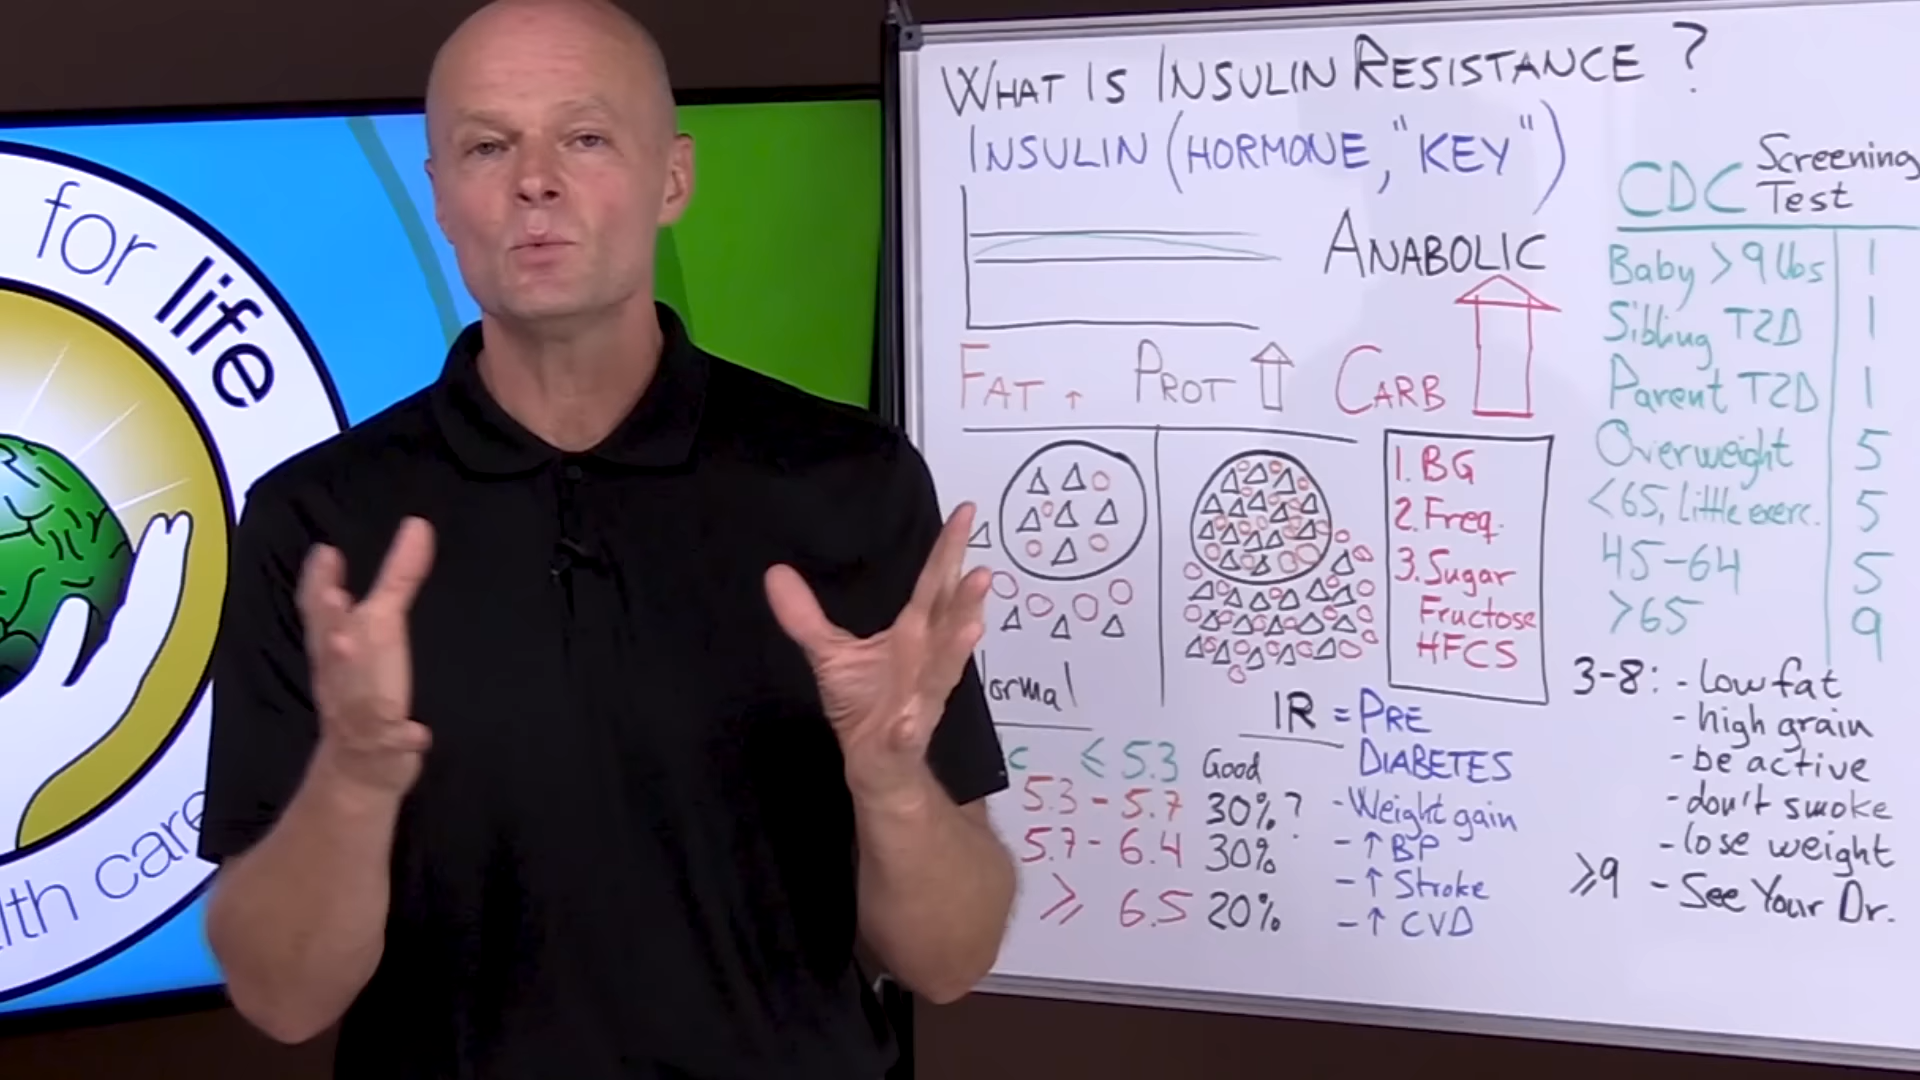 for life
lth care
WHAT IS INSULIN RESISTANCE?
INSULIN (HORMONE, "KEY")
ANABOLIC
FAT ↑ PROT ↑ CARB
1. BG
2. Freq.
3. Sugar
Fructose
HFCS
ormal
IR = PRE
DIABETES
- Weight gain
- ↑ BP
- ↑ Stroke
- ↑ CVD
c ≤ 5.3 Good
5.3 - 5.7 30%?
5.7 - 6.4 30%
≥ 6.5 20%
CDC Screening
Test
Baby > 9 lbs 1
Sibling T2D 1
Parent T2D 1
Overweight 5
<65, little exerc. 5
45-64 5
>65 9
3-8: - low fat
- high grain
- be active
- don't smoke
- lose weight
≥9 - See Your Dr.